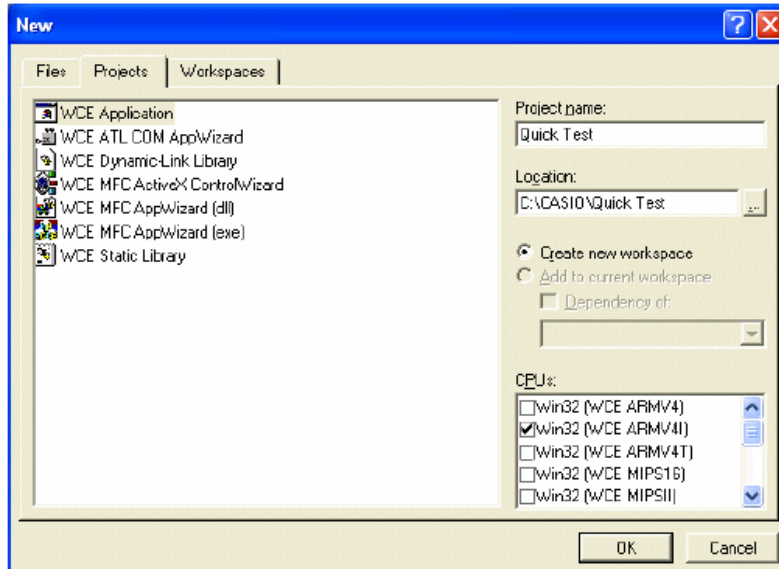 New
Files
Projects
Workspaces
WCE Application
WCE ATL COM AppWizard
WCE Dynamic-Link Library
WCE MFC ActiveX ControlWizard
WCE MFC AppWizard (dll)
WCE MFC AppWizard (exe)
WCE Static Library
Project name:
Quick Test
Location:
C:\CASIO\Quick Test
...
Create new workspace
Add to current workspace
Dependency of:
CPUs:
Win32 (WCE ARMV4)
Win32 (WCE ARMV4I)
Win32 (WCE ARMV4T)
Win32 (WCE MIPS16)
Win32 (WCE MIPSII)
OK
Cancel